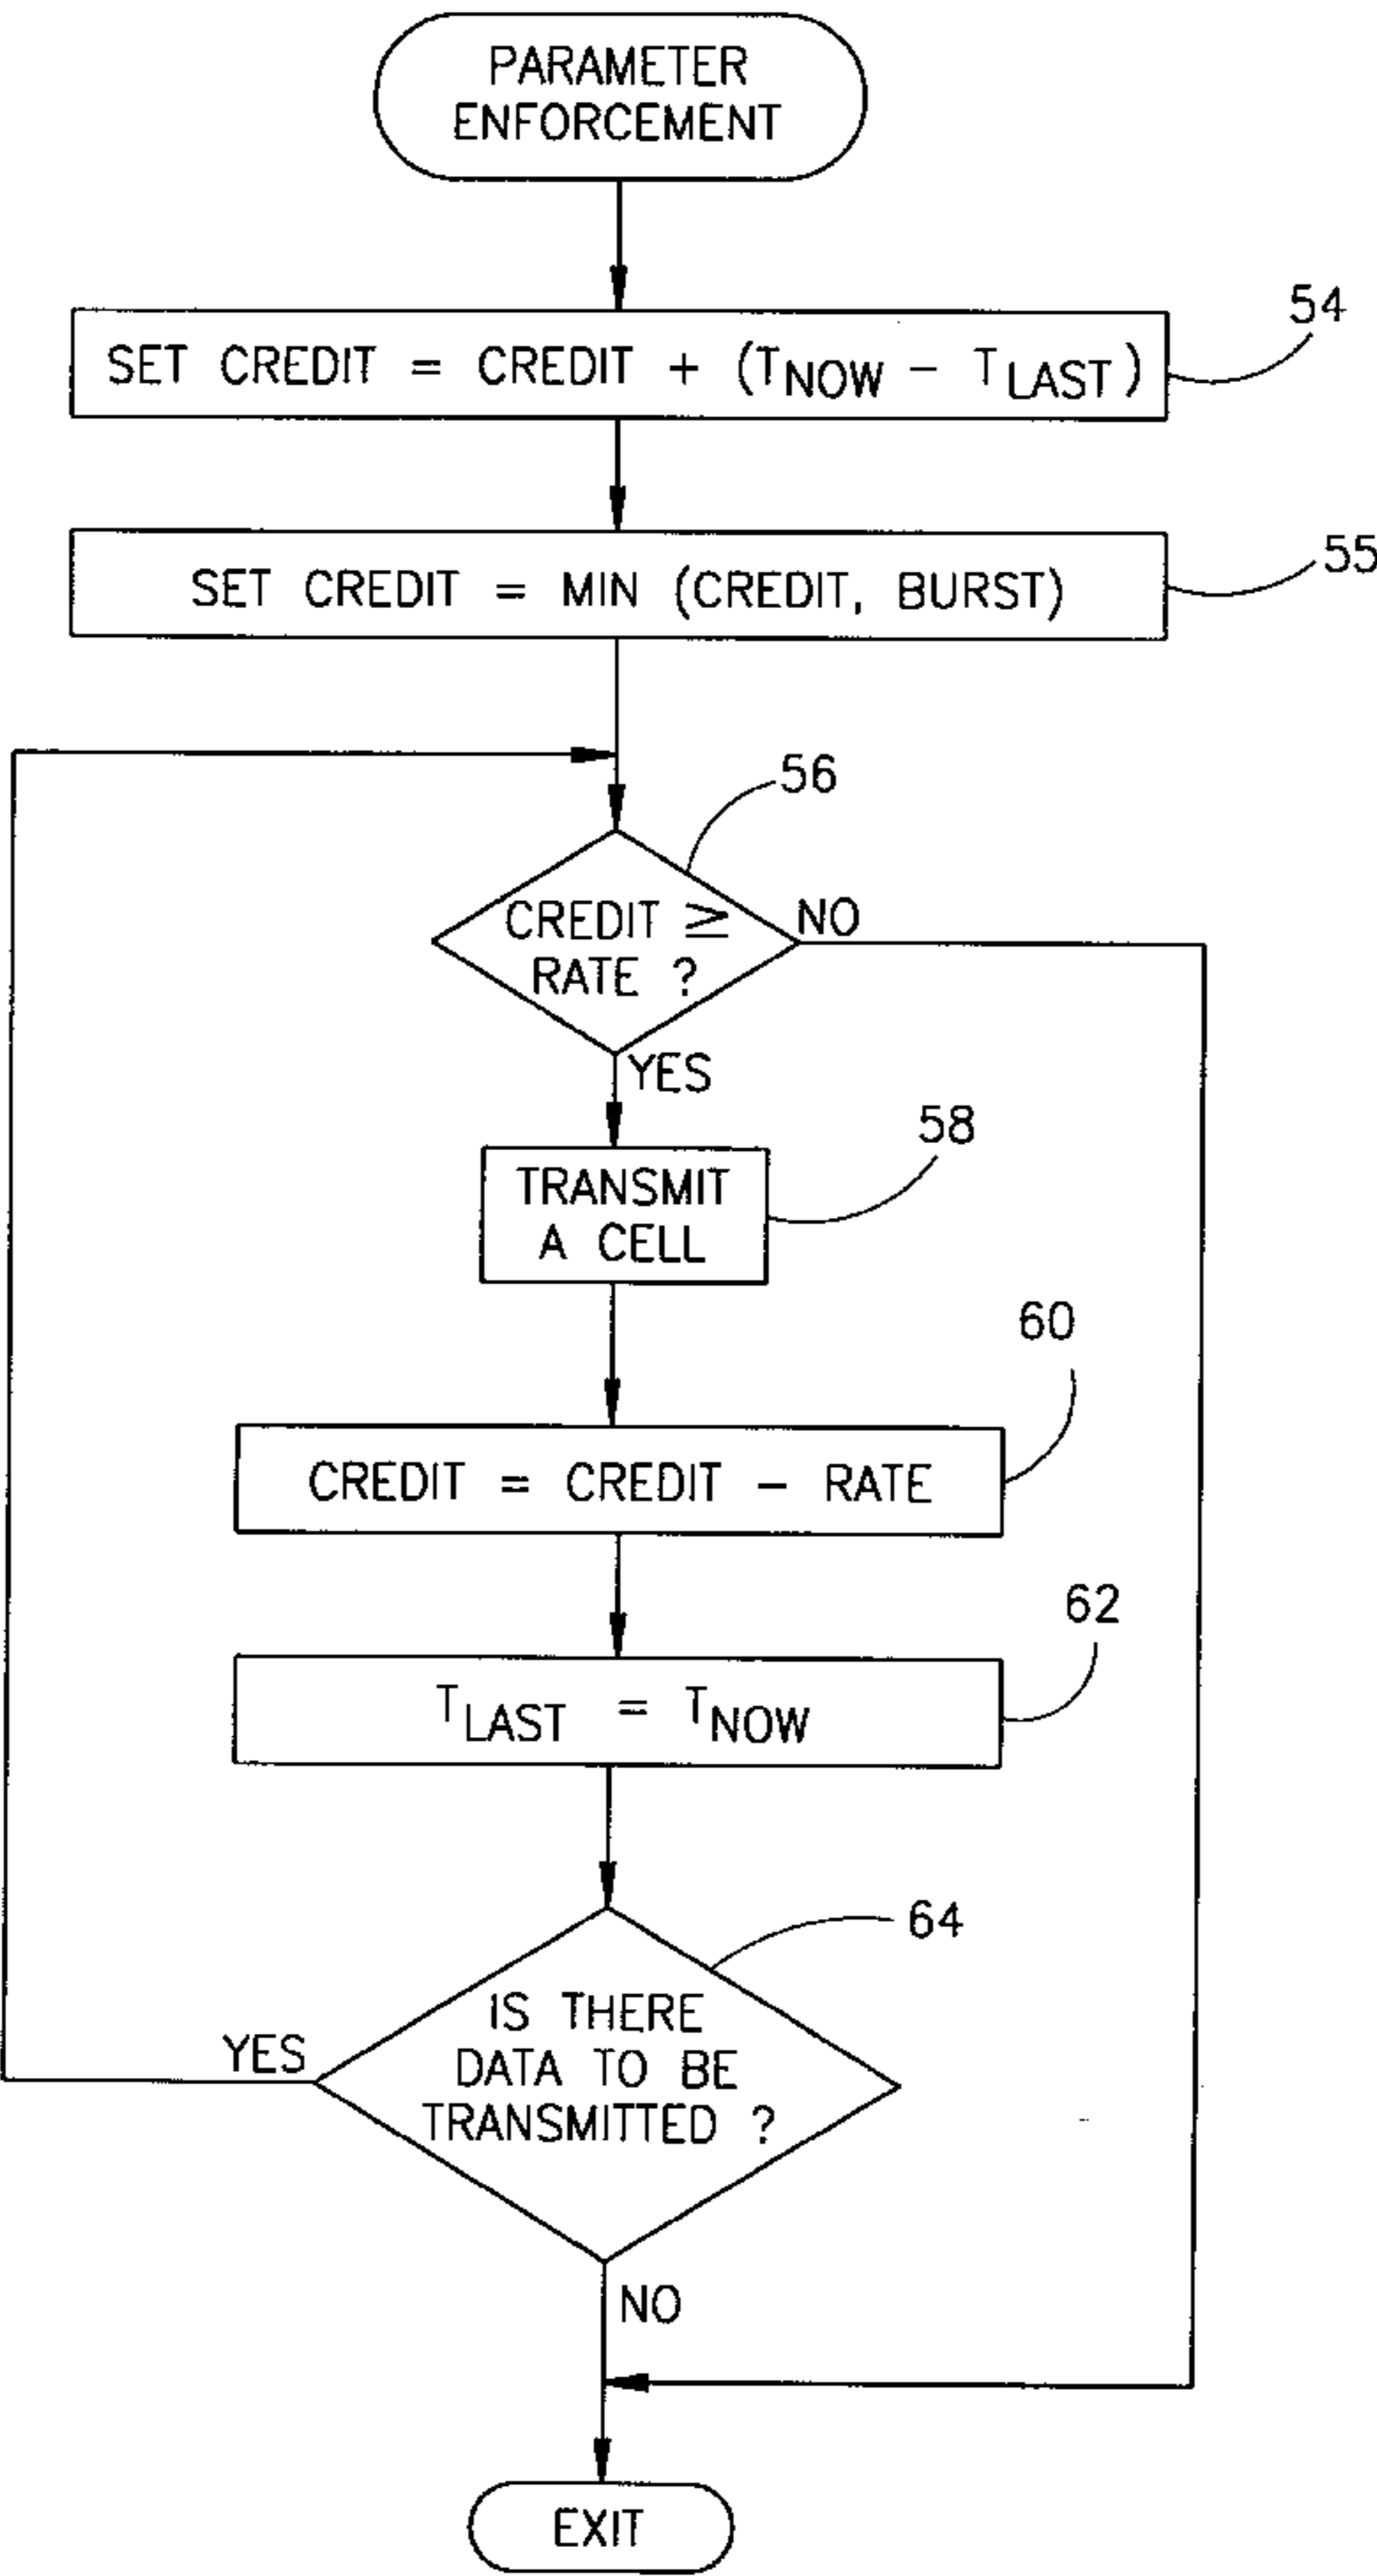 PARAMETER
ENFORCEMENT
54
SET CREDIT = CREDIT + (TNOW - TLAST)
55
SET CREDIT = MIN (CREDIT, BURST)
56
CREDIT ≥
RATE ?
NO
YES
58
TRANSMIT
A CELL
60
CREDIT = CREDIT - RATE
62
TLAST = TNOW
64
IS THERE
DATA TO BE
TRANSMITTED ?
YES
NO
EXIT